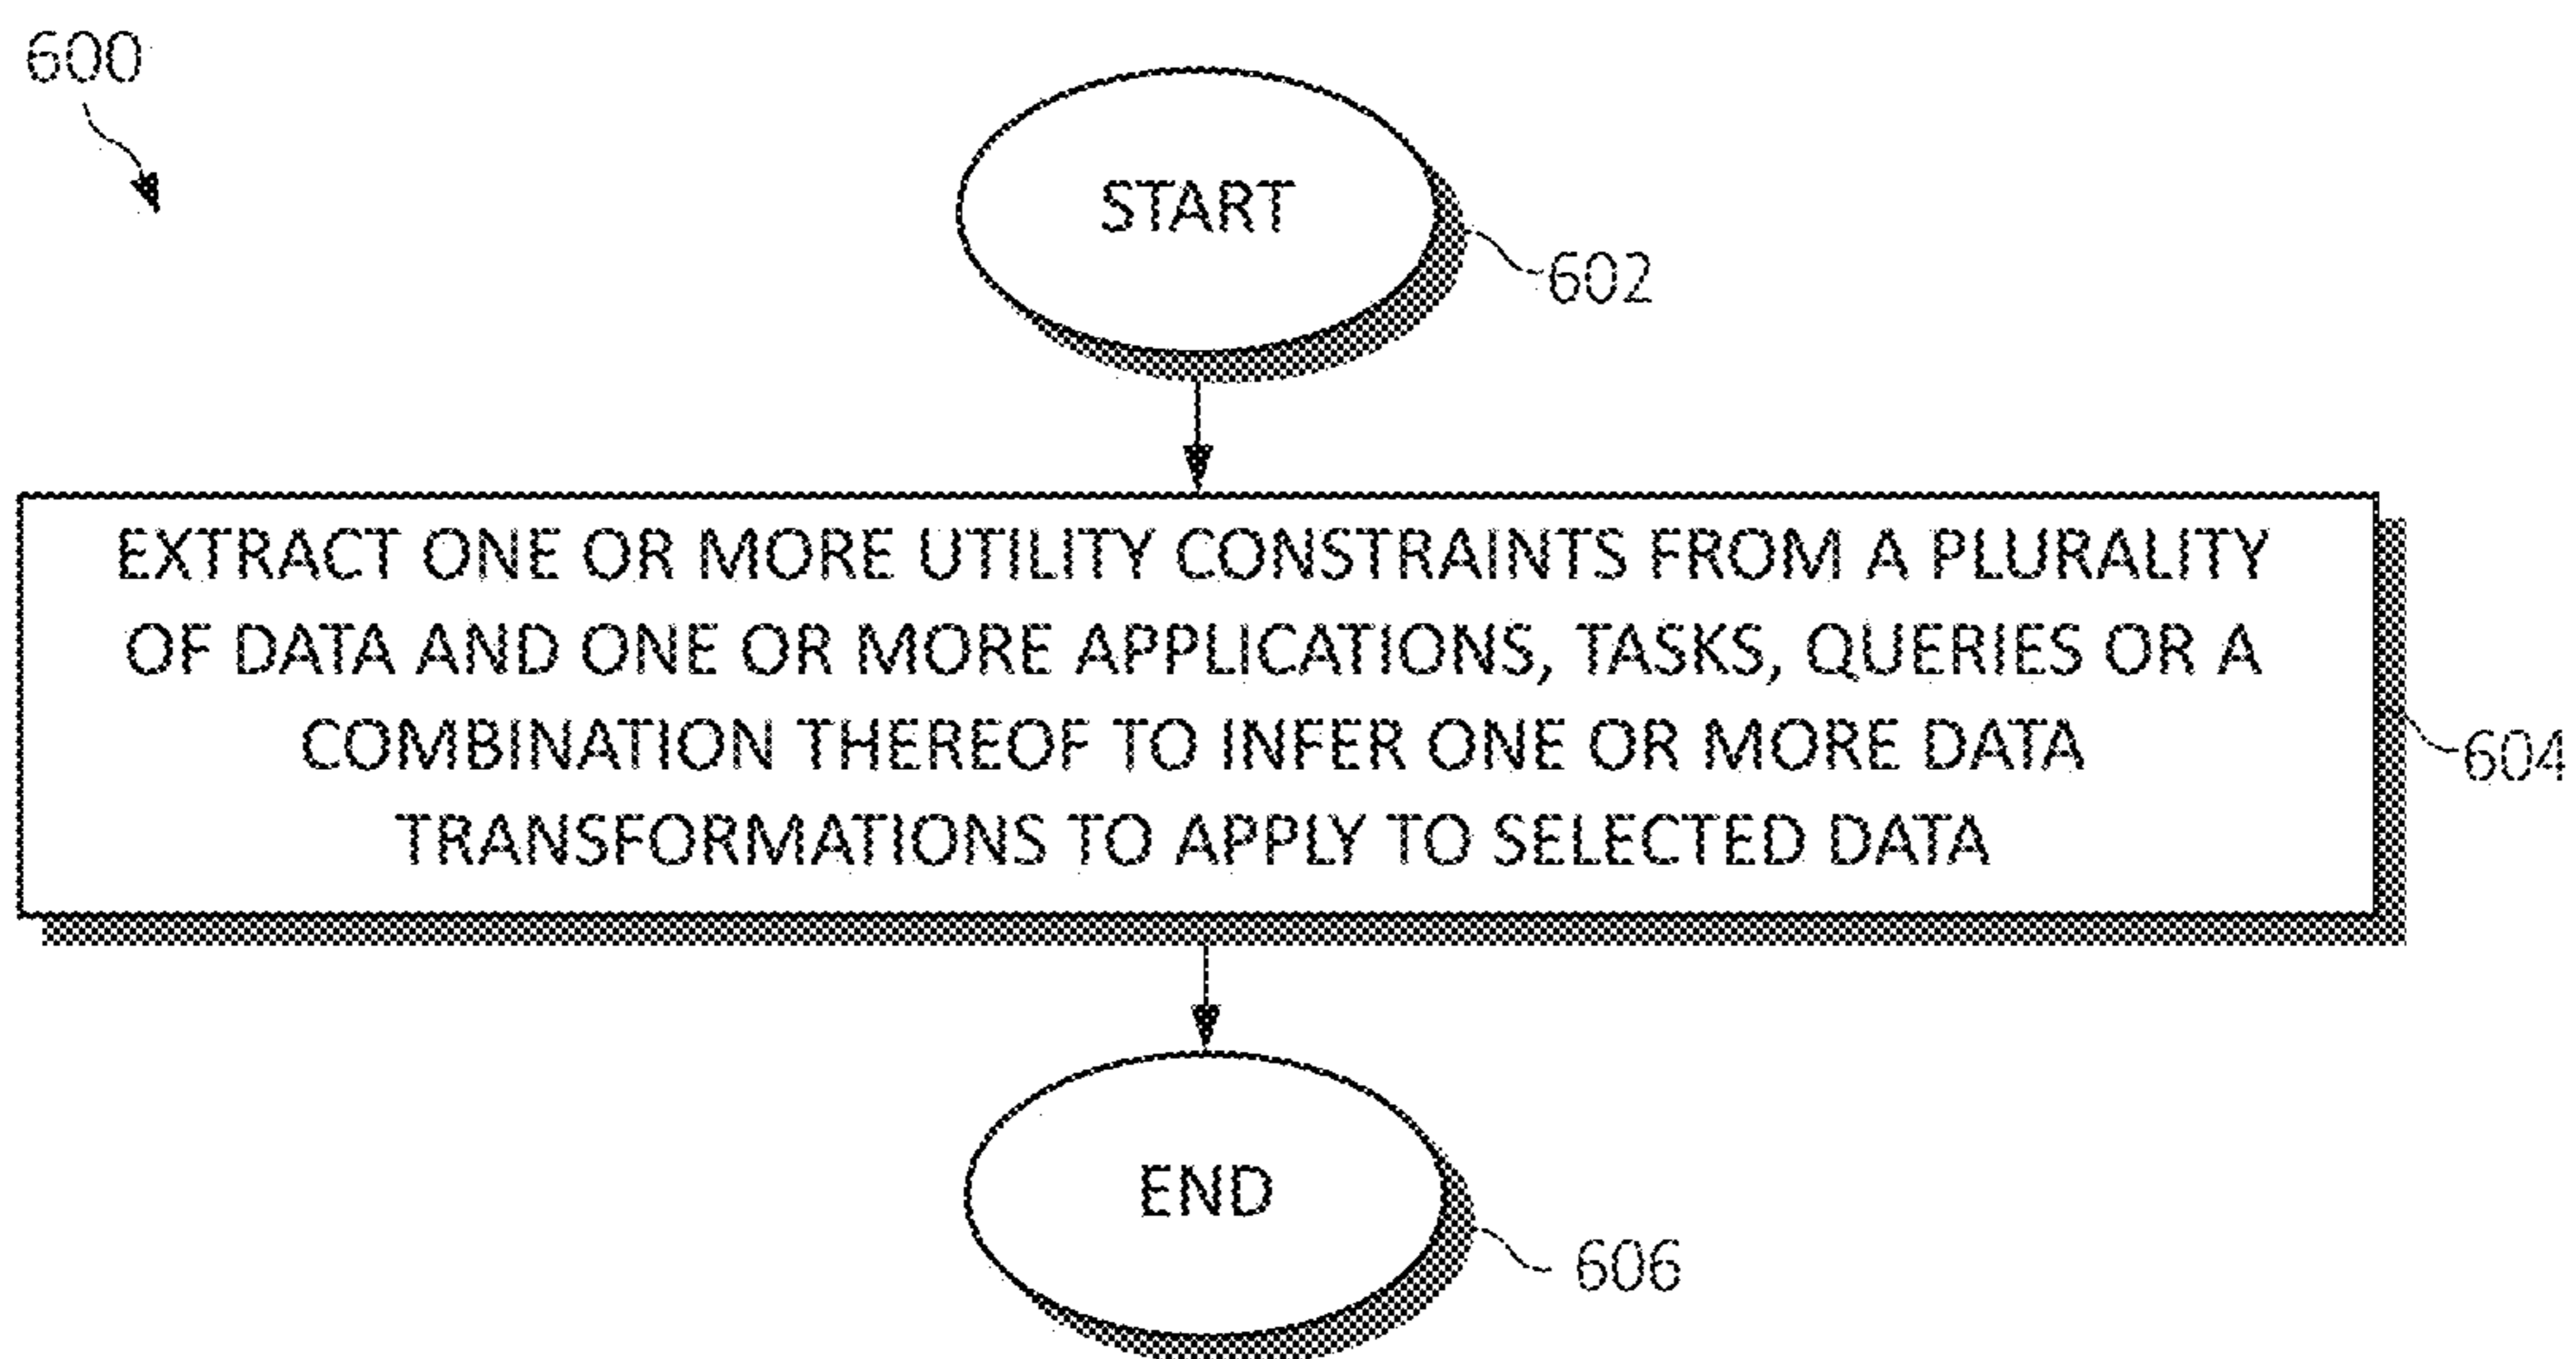 600
START
602
EXTRACT ONE OR MORE UTILITY CONSTRAINTS FROM A PLURALITY
OF DATA AND ONE OR MORE APPLICATIONS, TASKS, QUERIES OR A
COMBINATION THEREOF TO INFER ONE OR MORE DATA
TRANSFORMATIONS TO APPLY TO SELECTED DATA
604
END
606